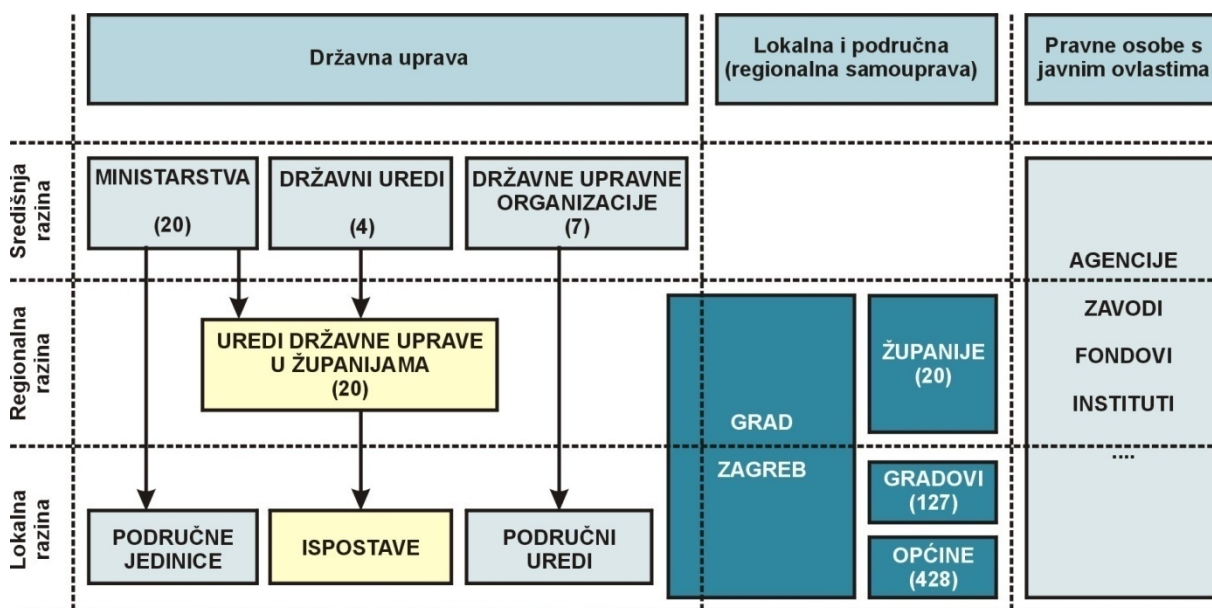 Državna uprava
Lokalna i područna
(regionalna samouprava)
Pravne osobe s
javnim ovlastima
Središnja
razina
MINISTARSTVA
(20)
DRŽAVNI UREDI
(4)
DRŽAVNE UPRAVNE
ORGANIZACIJE
(7)
Regionalna
razina
UREDI DRŽAVNE UPRAVE
U ŽUPANIJAMA
(20)
Lokalna
razina
PODRUČNE
JEDINICE
ISPOSTAVE
PODRUČNI
UREDI
GRAD
ZAGREB
ŽUPANIJE
(20)
GRADOVI
(127)
OPĆINE
(428)
AGENCIJE
ZAVODI
FONDOVI
INSTITUTI
....